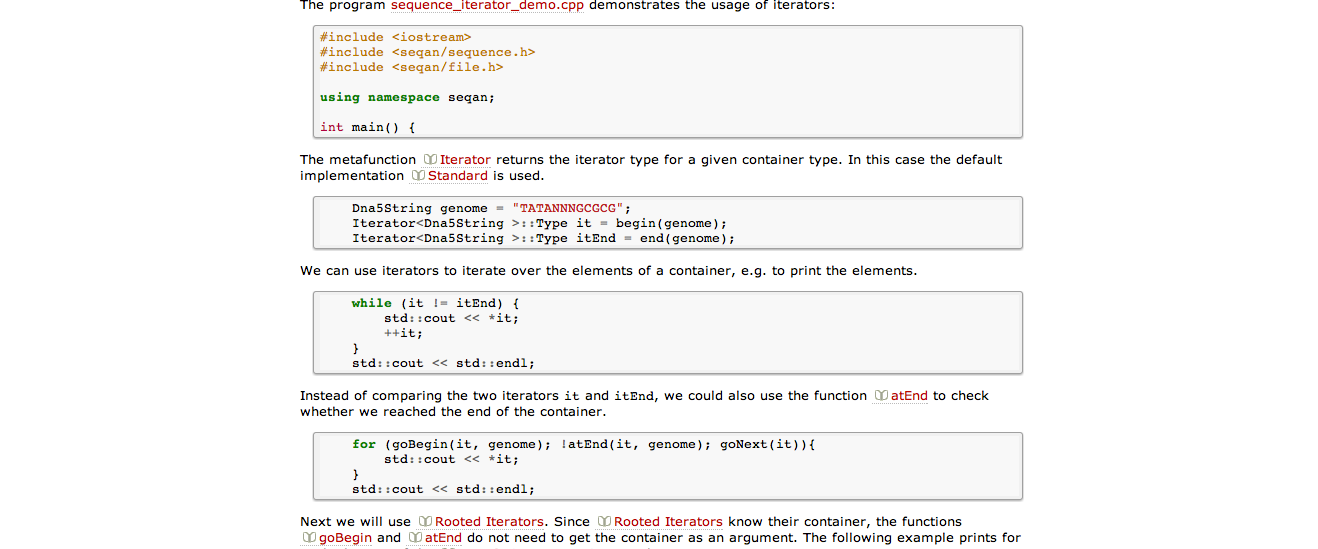 The program sequence_iterator_demo.cpp demonstrates the usage of iterators:
#include <iostream>
#include <seqan/sequence.h>
#include <seqan/file.h>
using namespace seqan;
int main() {
The metafunction Iterator returns the iterator type for a given container type. In this case the default
implementation Standard is used.
Dna5String genome = "TATANNNGCGCG";
Iterator<Dna5String >::Type it = begin(genome);
Iterator<Dna5String >::Type itEnd = end(genome);
We can use iterators to iterate over the elements of a container, e.g. to print the elements.
while (it != itEnd) {
std::cout << *it;
++it;
}
std::cout << std::endl;
Instead of comparing the two iterators it and itEnd, we could also use the function atEnd to check
whether we reached the end of the container.
for (goBegin(it, genome); !atEnd(it, genome); goNext(it)){
std::cout << *it;
}
std::cout << std::endl;
Next we will use Rooted Iterators. Since Rooted Iterators know their container, the functions
goBegin and atEnd do not need to get the container as an argument. The following example prints for